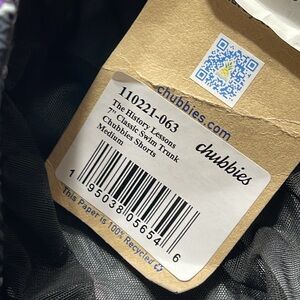 chubbies.com
110221-063
The History Lessons
7" Classic Swim Trunk
Chubbies Shorts
Medium
chubbies
1 95038 05654 6
This Paper is 100% Recycled